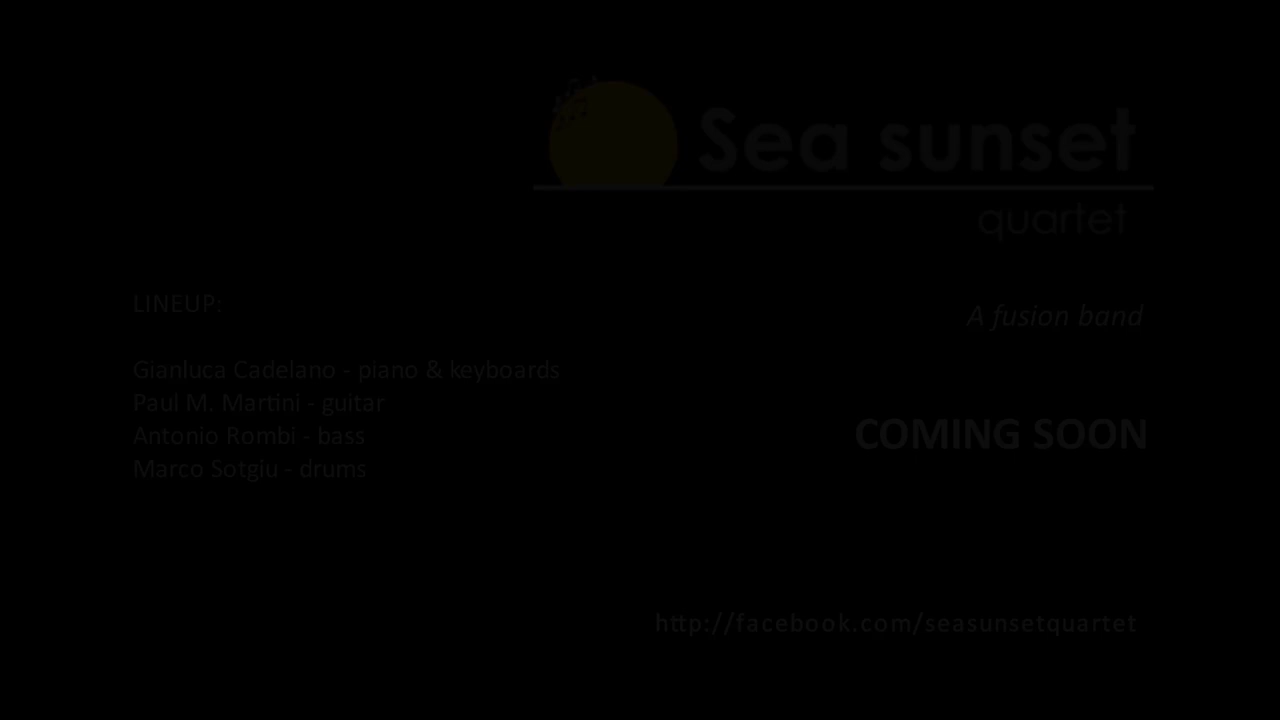 Sea sunset
quartet
LINEUP:
Gianluca Cadelano - piano & keyboards
Paul M. Martini - guitar
Antonio Rombi - bass
Marco Sotgiu - drums
A fusion band
COMING SOON
http://facebook.com/seasunsetquartet